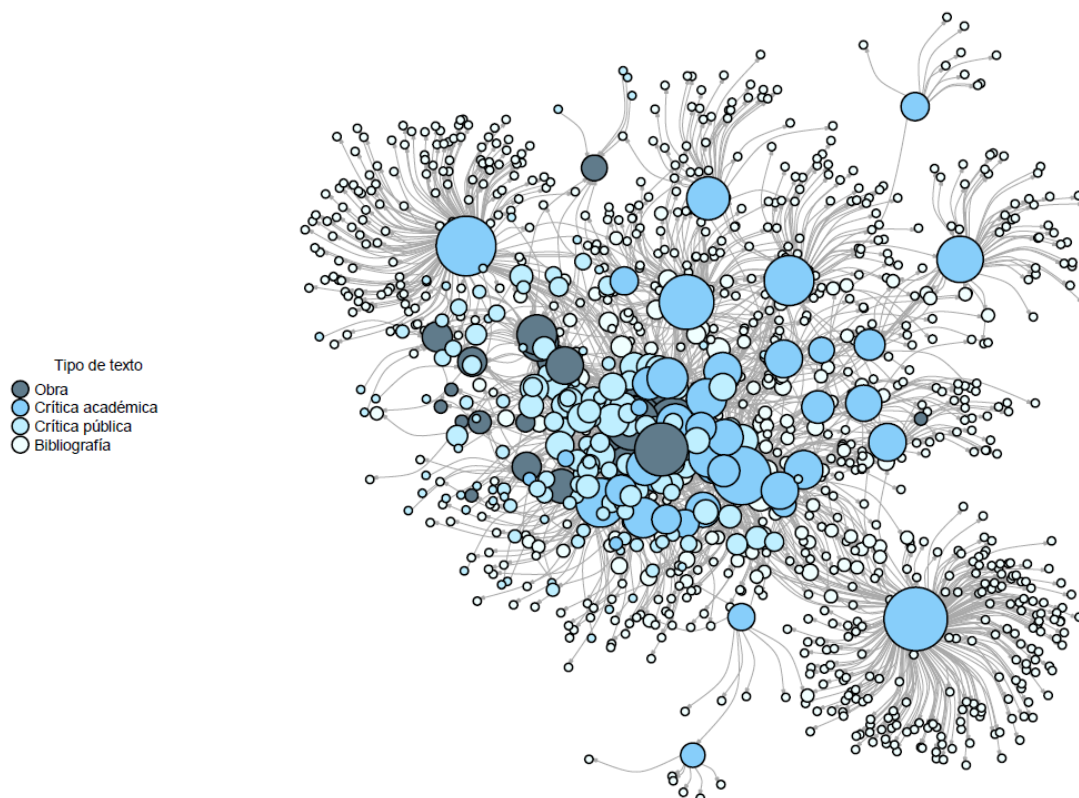 Tipo de texto
Obra
Crítica académica
Crítica pública
Bibliografía